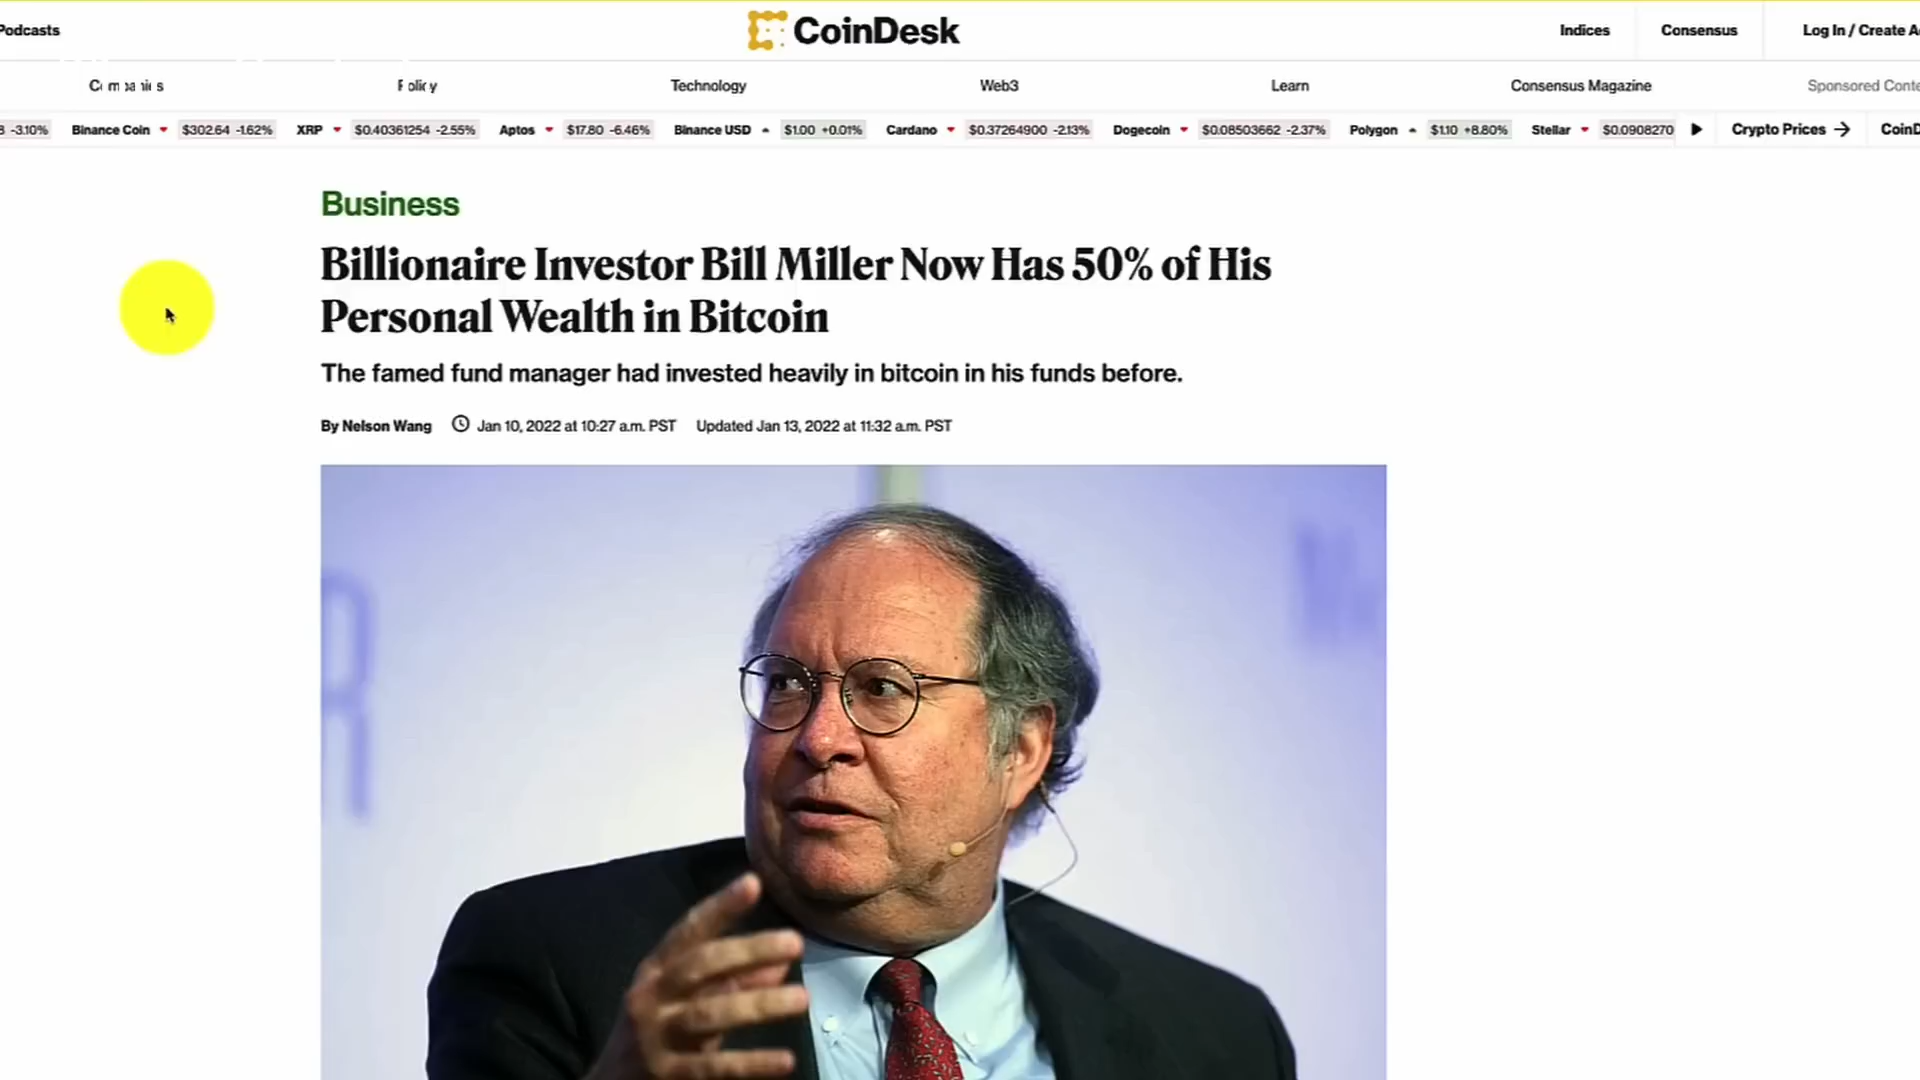 Podcasts
CoinDesk
Indices
Consensus
Log In / Create A
Companies
Policy
Technology
Web3
Learn
Consensus Magazine
Sponsored Conte
8 -3.10% Binance Coin $302.64 -1.62% XRP $0.40361254 -2.55% Aptos $17.80 -6.46% Binance USD $1.00 +0.01% Cardano $0.37264900 -2.13% Dogecoin $0.08503662 -2.37% Polygon $1.10 +8.80% Stellar $0.0908270 Crypto Prices CoinD
Business
Billionaire Investor Bill Miller Now Has 50% of His
Personal Wealth in Bitcoin
The famed fund manager had invested heavily in bitcoin in his funds before.
By Nelson Wang Jan 10, 2022 at 10:27 a.m. PST Updated Jan 13, 2022 at 11:32 a.m. PST